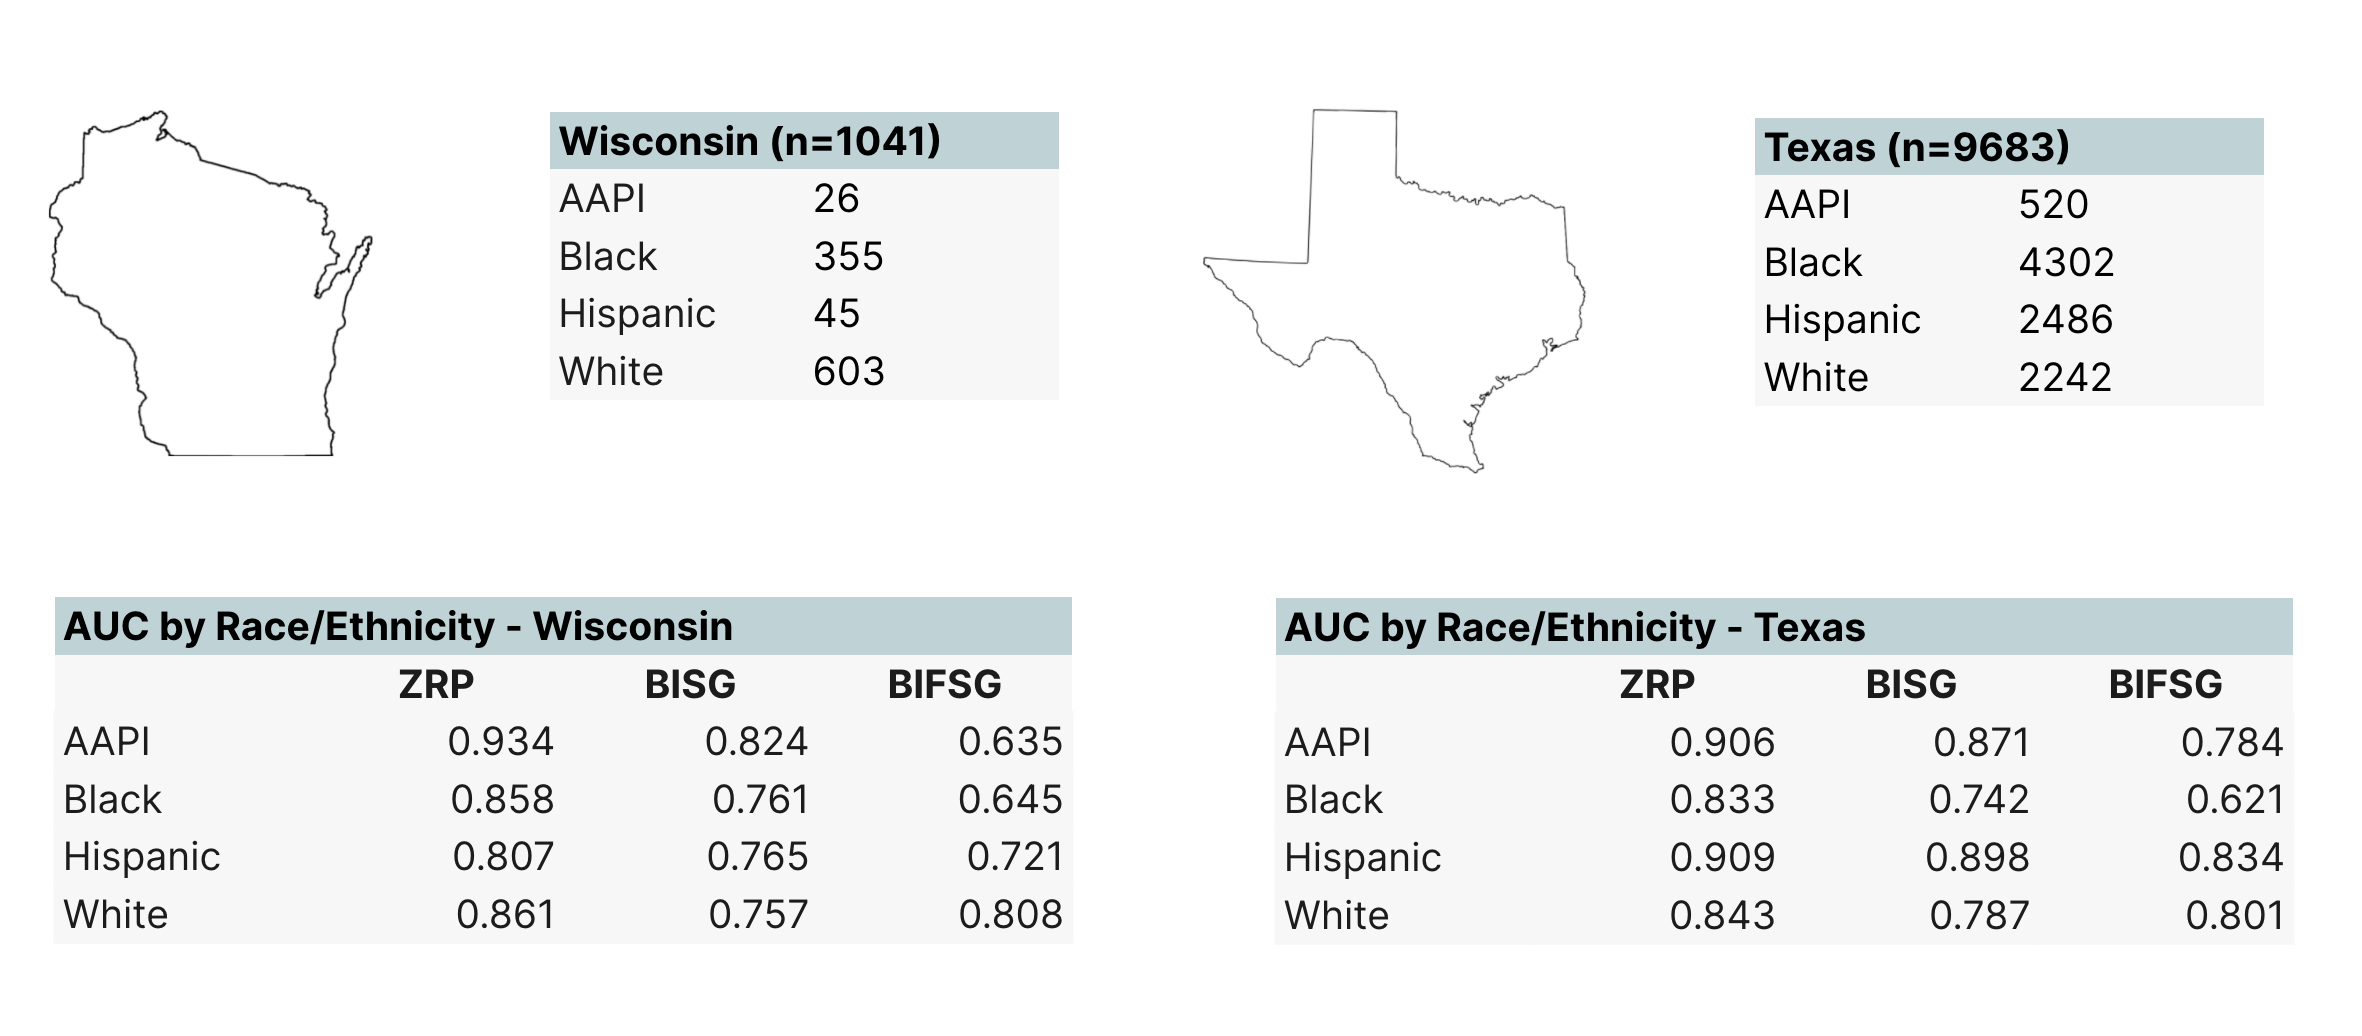 Wisconsin (n=1041)
AAPI 26
Black 355
Hispanic 45
White 603
Texas (n=9683)
AAPI 520
Black 4302
Hispanic 2486
White 2242
AUC by Race/Ethnicity - Wisconsin
ZRP BISG BIFSG
AAPI 0.934 0.824 0.635
Black 0.858 0.761 0.645
Hispanic 0.807 0.765 0.721
White 0.861 0.757 0.808
AUC by Race/Ethnicity - Texas
ZRP BISG BIFSG
AAPI 0.906 0.871 0.784
Black 0.833 0.742 0.621
Hispanic 0.909 0.898 0.834
White 0.843 0.787 0.801